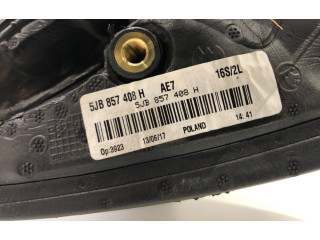 5JB 857 408 H AE7 16S/2L
5JB 857 408 H
Op:3923 13/06/17 POLAND 14:41